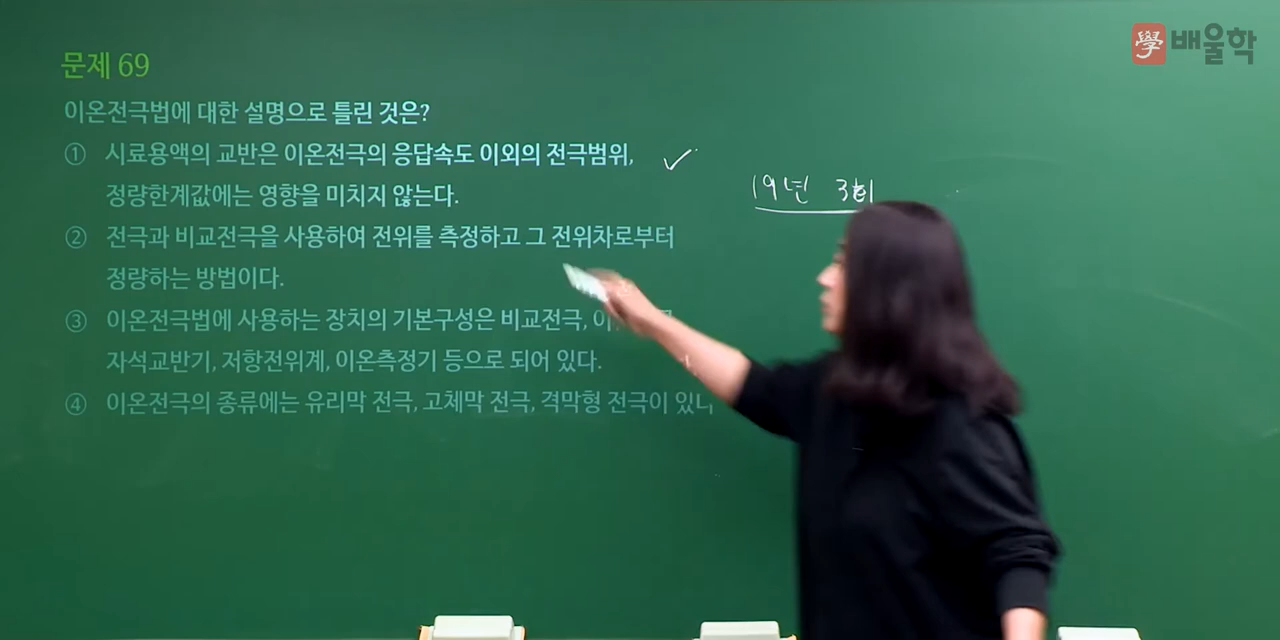 學 배울학
문제 69
이온전극법에 대한 설명으로 틀린 것은?
① 시료용액의 교반은 이온전극의 응답속도 이외의 전극범위,
정량한계값에는 영향을 미치지 않는다.
19년 3회
② 전극과 비교전극을 사용하여 전위를 측정하고 그 전위차로부터
정량하는 방법이다.
③ 이온전극법에 사용하는 장치의 기본구성은 비교전극,
자석교반기, 저항전위계, 이온측정기 등으로 되어 있다.
④ 이온전극의 종류에는 유리막 전극, 고체막 전극, 격막형 전극이